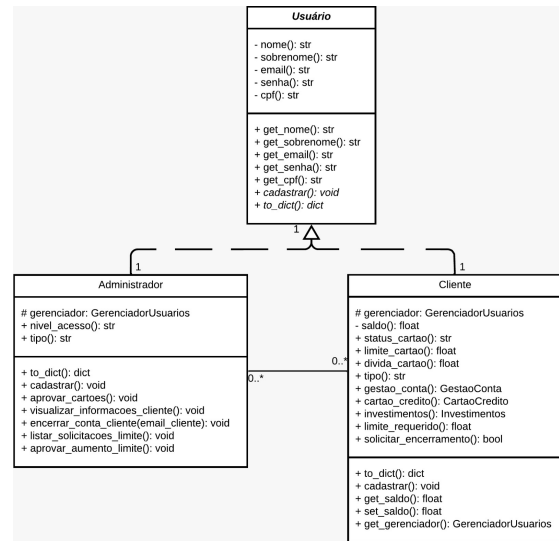 Usuário
- nome(): str
- sobrenome(): str
- email(): str
- senha(): str
- cpf(): str
+ get_nome(): str
+ get_sobrenome(): str
+ get_email(): str
+ get_senha(): str
+ get_cpf(): str
+ cadastrar(): void
+ to_dict(): dict
1
1
1
Administrador
# gerenciador: GerenciadorUsuarios
+ nivel_acesso(): str
+ tipo(): str
+ to_dict(): dict
+ cadastrar(): void
+ aprovar_cartoes(): void
+ visualizar_informacoes_cliente(): void
+ encerrar_conta_cliente(email_cliente): void
+ listar_solicitacoes_limite(): void
+ aprovar_aumento_limite(): void
0..*
0..*
Cliente
# gerenciador: GerenciadorUsuarios
- saldo(): float
+ status_cartao(): str
+ limite_cartao(): float
+ divida_cartao(): float
+ tipo(): str
+ gestao_conta(): GestaoConta
+ cartao_credito(): CartaoCredito
+ investimentos(): Investimentos
+ limite_requerido(): float
+ solicitar_encerramento(): bool
+ to_dict(): dict
+ cadastrar(): void
+ get_saldo(): float
+ set_saldo(): float
+ get_gerenciador(): GerenciadorUsuarios